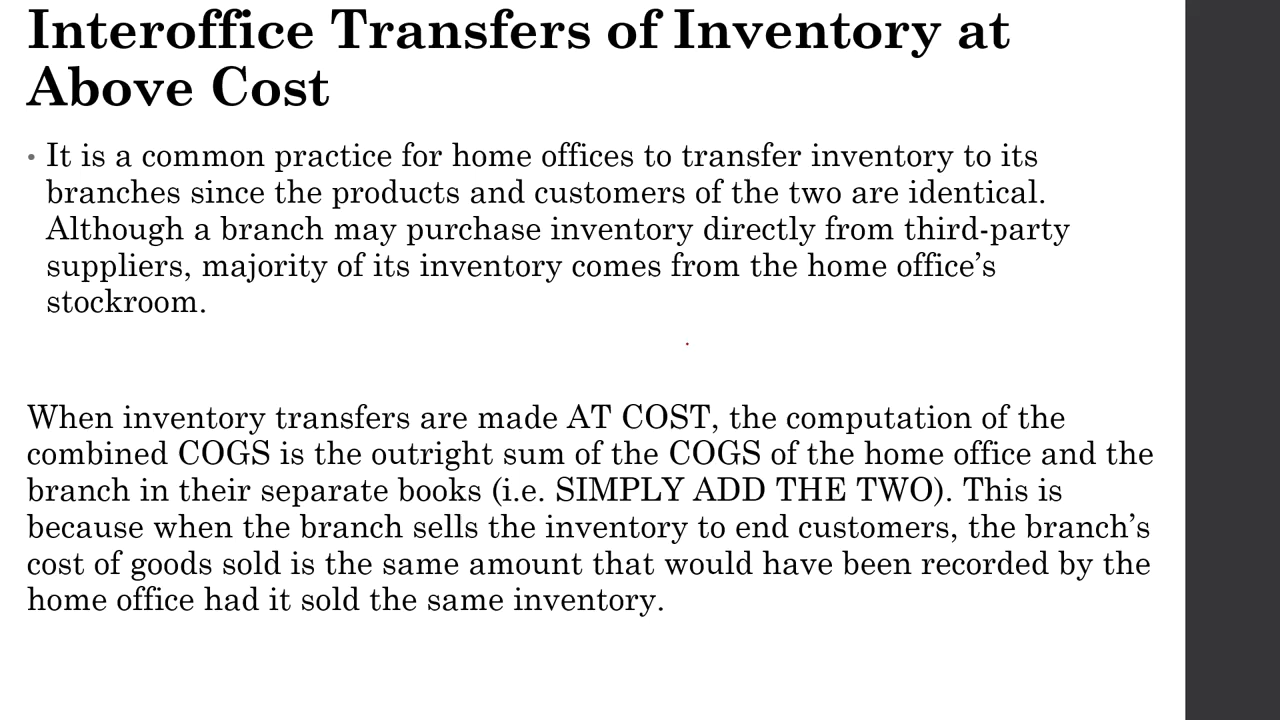 Interoffice Transfers of Inventory at
Above Cost
• It is a common practice for home offices to transfer inventory to its
branches since the products and customers of the two are identical.
Although a branch may purchase inventory directly from third-party
suppliers, majority of its inventory comes from the home office’s
stockroom.
When inventory transfers are made AT COST, the computation of the
combined COGS is the outright sum of the COGS of the home office and the
branch in their separate books (i.e. SIMPLY ADD THE TWO). This is
because when the branch sells the inventory to end customers, the branch’s
cost of goods sold is the same amount that would have been recorded by the
home office had it sold the same inventory.